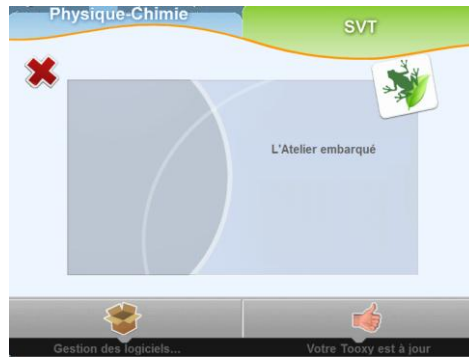 Physique-Chimie
SVT
L'Atelier embarqué
Gestion des logiciels...
Votre Tooxy est à jour